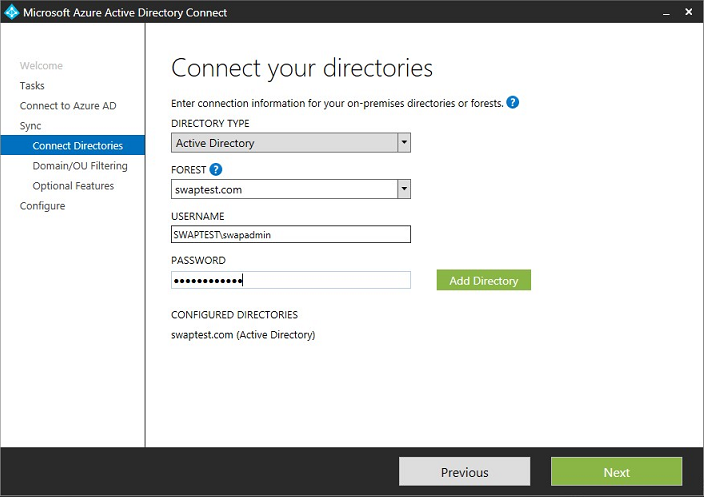 Microsoft Azure Active Directory Connect
Welcome
Tasks
Connect to Azure AD
Sync
Connect Directories
Domain/OU Filtering
Optional Features
Configure
Connect your directories
Enter connection information for your on-premises directories or forests. ?
DIRECTORY TYPE
Active Directory
FOREST ?
swaptest.com
USERNAME
SWAPTEST\swapadmin
PASSWORD
••••••••••••
Add Directory
CONFIGURED DIRECTORIES
swaptest.com (Active Directory)
Previous
Next